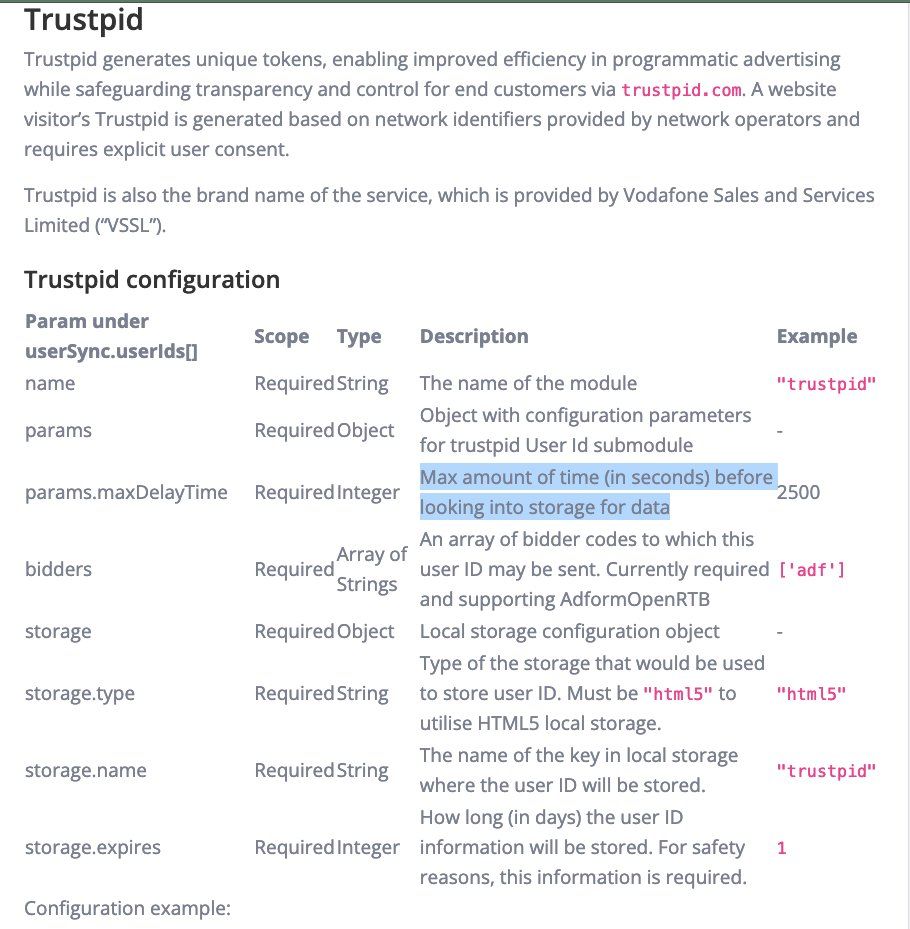 Trustpid
Trustpid generates unique tokens, enabling improved efficiency in programmatic advertising
while safeguarding transparency and control for end customers via trustpid.com. A website
visitor’s Trustpid is generated based on network identifiers provided by network operators and
requires explicit user consent.
Trustpid is also the brand name of the service, which is provided by Vodafone Sales and Services
Limited (“VSSL”).
Trustpid configuration
Param under
userSync.userIds[]
Scope Type Description Example
name Required String The name of the module "trustpid"
params Required Object Object with configuration parameters
for trustpid User Id submodule -
params.maxDelayTime Required Integer Max amount of time (in seconds) before
looking into storage for data 2500
bidders Required Array of
Strings An array of bidder codes to which this
user ID may be sent. Currently required
and supporting AdformOpenRTB ['adf']
storage Required Object Local storage configuration object -
storage.type Required String Type of the storage that would be used
to store user ID. Must be "html5" to
utilise HTML5 local storage. "html5"
storage.name Required String The name of the key in local storage
where the user ID will be stored. "trustpid"
storage.expires Required Integer How long (in days) the user ID
information will be stored. For safety
reasons, this information is required. 1
Configuration example: